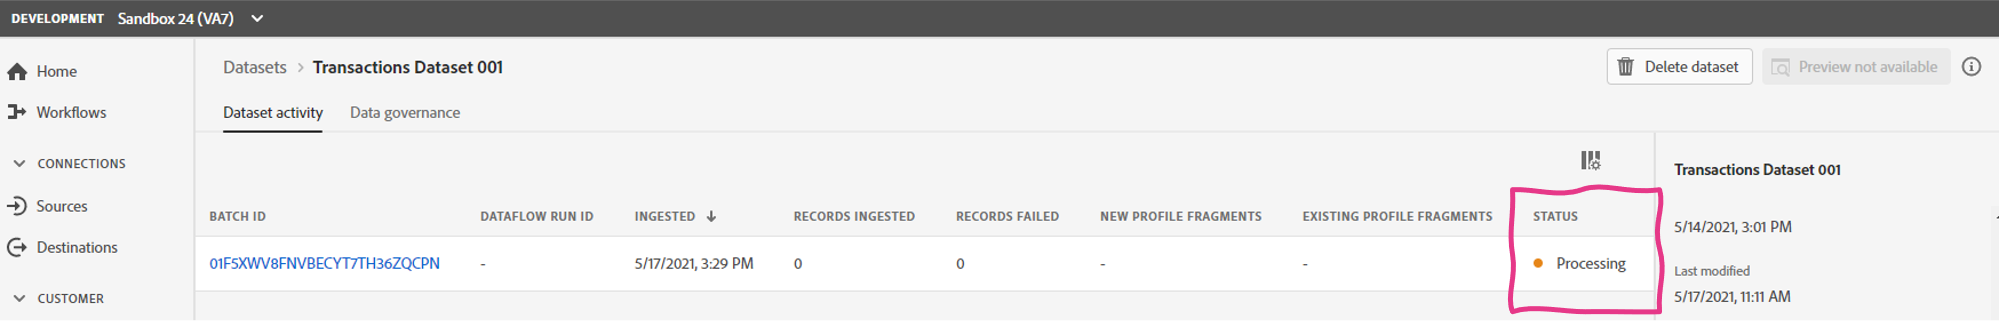 DEVELOPMENT Sandbox 24 (VA7)
Home
Workflows
CONNECTIONS
Sources
Destinations
CUSTOMER
Datasets > Transactions Dataset 001
Delete dataset
Preview not available
Dataset activity Data governance
BATCH ID DATAFLOW RUN ID INGESTED ↓ RECORDS INGESTED RECORDS FAILED NEW PROFILE FRAGMENTS EXISTING PROFILE FRAGMENTS STATUS
01F5XWV8FNVBECYT7TH36ZQCPN - 5/17/2021, 3:29 PM 0 0 - - Processing
Transactions Dataset 001
5/14/2021, 3:01 PM
Last modified
5/17/2021, 11:11 AM